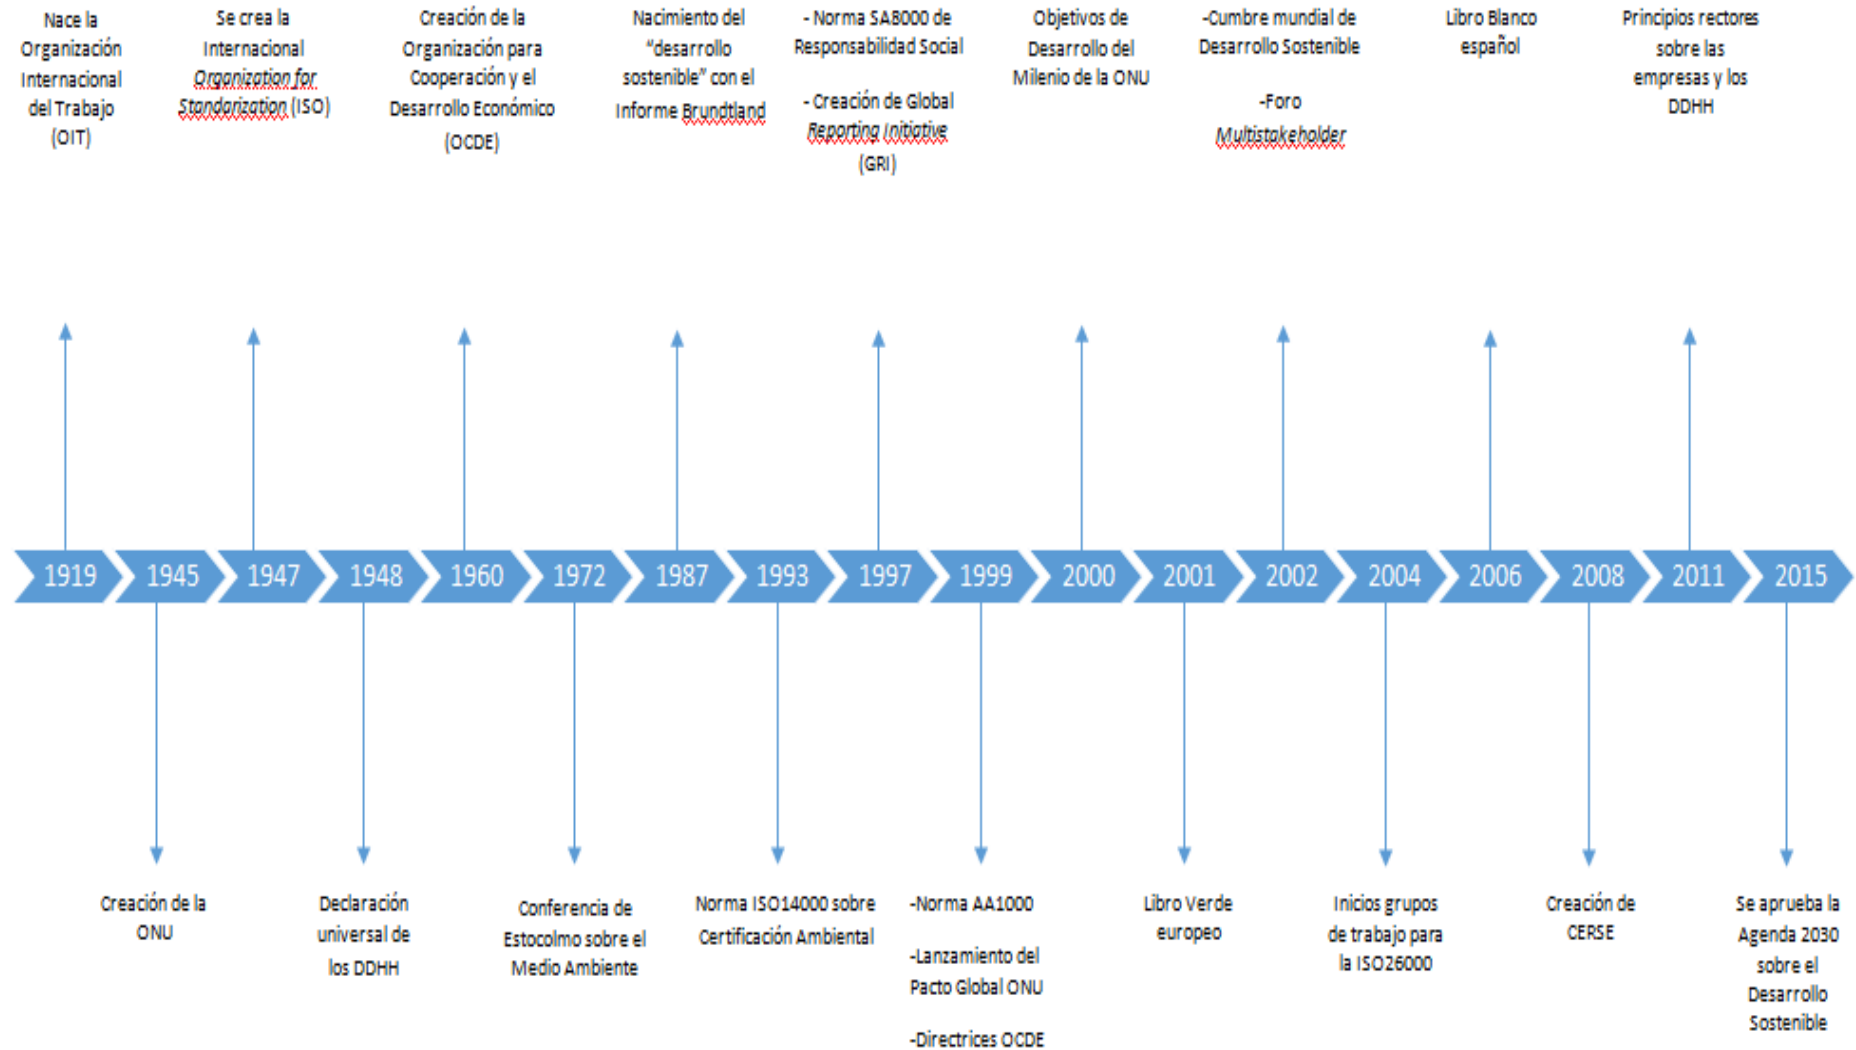 Nace la
Organización
Internacional
del Trabajo
(OIT)
Se crea la
Internacional
Organization for
Standarization (ISO)
Creación de la
Organización para
Cooperación y el
Desarrollo Económico
(OCDE)
Nacimiento del
“desarrollo
sostenible” con el
Informe Brundtland
- Norma SA8000 de
Responsabilidad Social
- Creación de Global
Reporting Initiative
(GRI)
Objetivos de
Desarrollo del
Milenio de la ONU
-Cumbre mundial de
Desarrollo Sostenible
-Foro
Multistakeholder
Libro Blanco
español
Principios rectores
sobre las
empresas y los
DDHH
1919
1945
1947
1948
1960
1972
1987
1993
1997
1999
2000
2001
2002
2004
2006
2008
2011
2015
Creación de la
ONU
Declaración
universal de
los DDHH
Conferencia de
Estocolmo sobre el
Medio Ambiente
Norma ISO14000 sobre
Certificación Ambiental
-Norma AA1000
-Lanzamiento del
Pacto Global ONU
-Directrices OCDE
Libro Verde
europeo
Inicios grupos
de trabajo para
la ISO26000
Creación de
CERSE
Se aprueba la
Agenda 2030
sobre el
Desarrollo
Sostenible